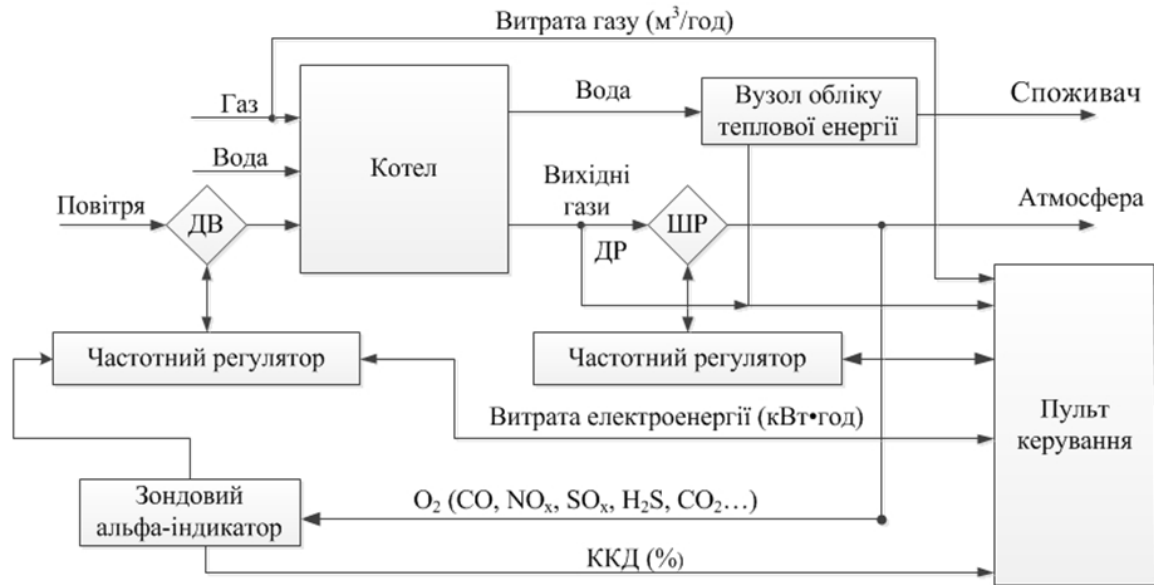 Витрата газу (м³/год)
Газ
Вода
Вузол обліку
теплової енергії
Споживач
Вода
Котел
Вихідні
гази
Повітря
ДВ
ШР
Атмосфера
ДР
Частотний регулятор
Частотний регулятор
Витрата електроенергії (кВт•год)
Пульт
керування
Зондовий
альфа-індикатор
O₂ (CO, NOₓ, SOₓ, H₂S, CO₂…)
ККД (%)